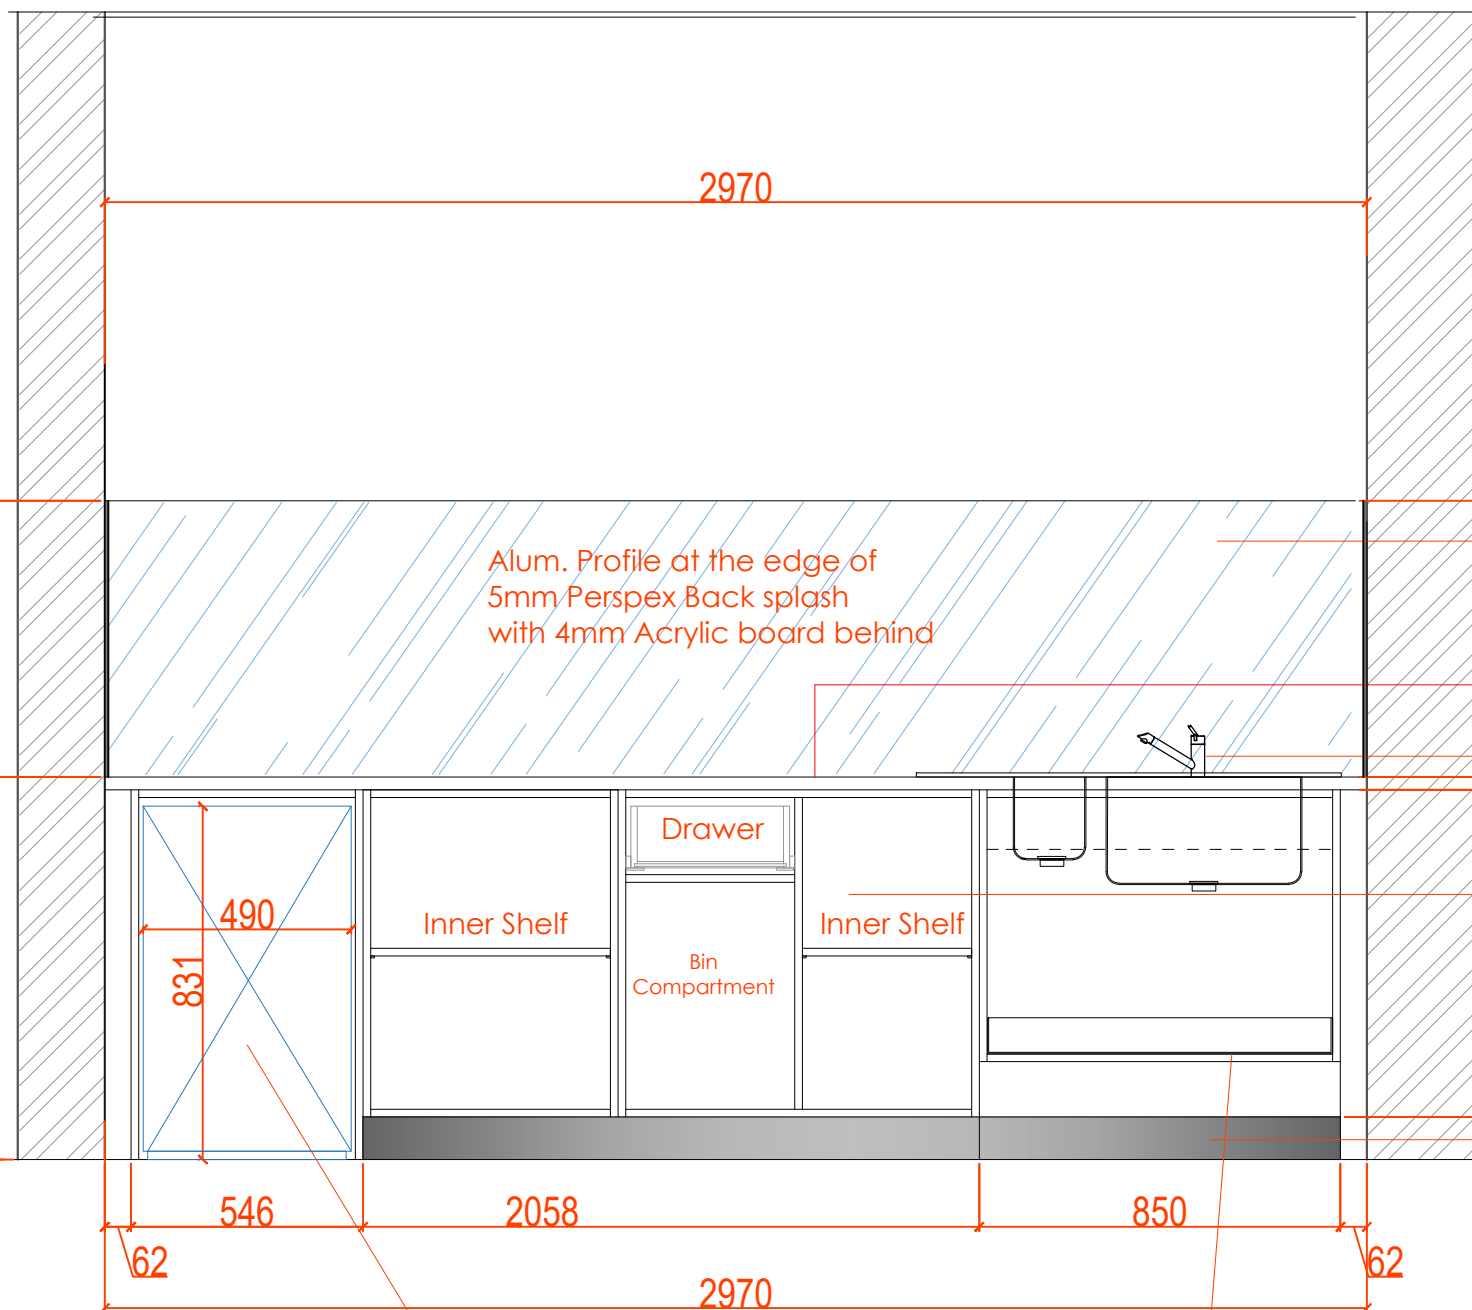 2970
Alum. Profile at the edge of
5mm Perspex Back splash
with 4mm Acrylic board behind
Drawer
490
Inner Shelf
Inner Shelf
831
Bin
Compartment
546
2058
850
62
62
2970